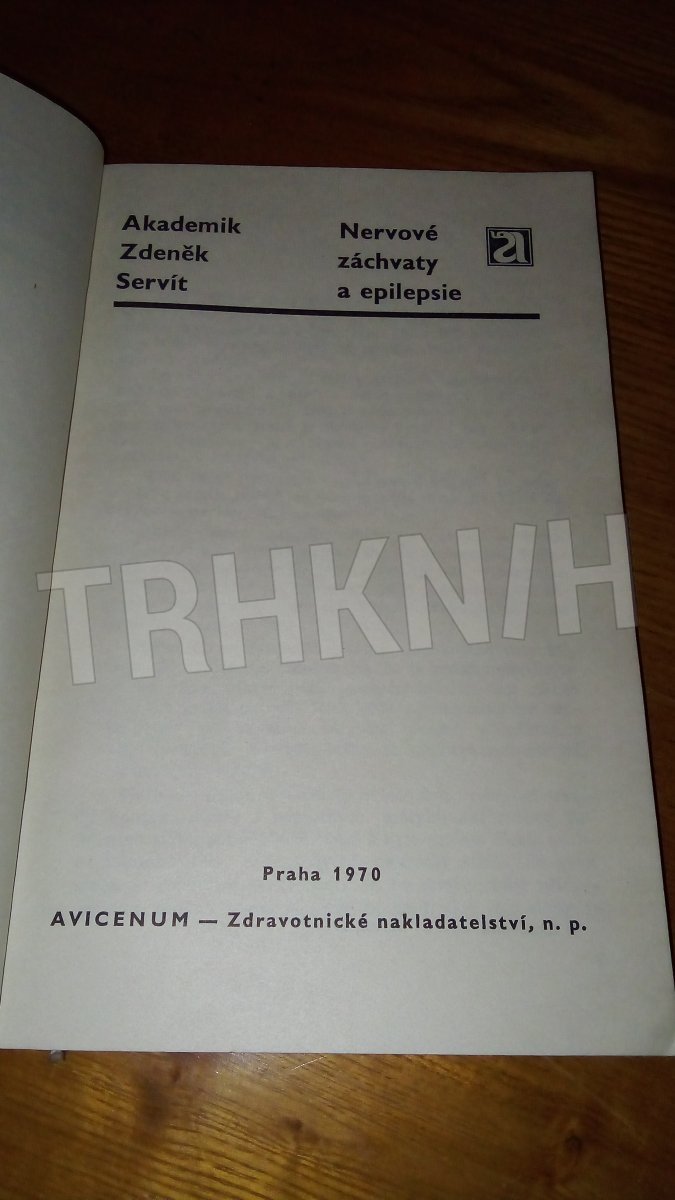 Akademik
Zdeněk
Servít
Nervové
záchvaty
a epilepsie
a
TRHKNIH
Praha 1970
AVICENUM — Zdravotnické nakladatelství, n. p.